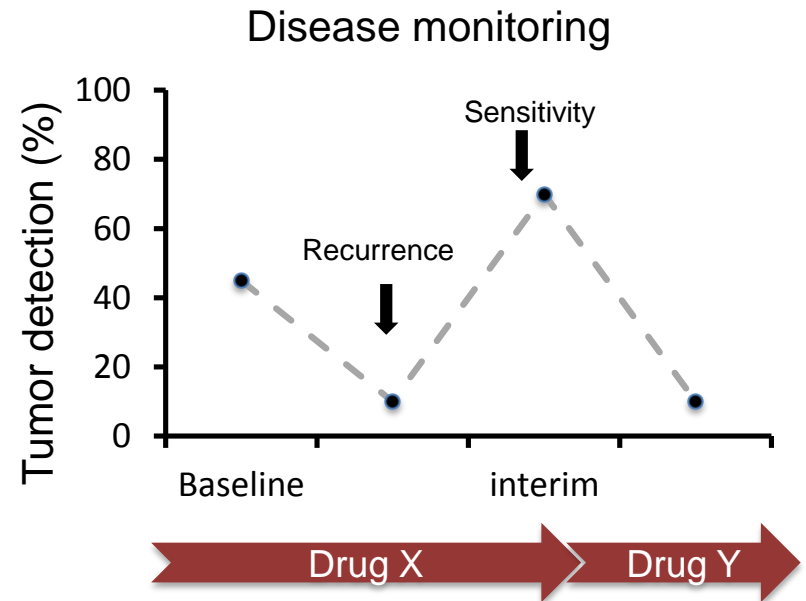 Disease monitoring
Tumor detection (%)
100
80
60
40
20
0
Sensitivity
Recurrence
Baseline
interim
Drug X
Drug Y